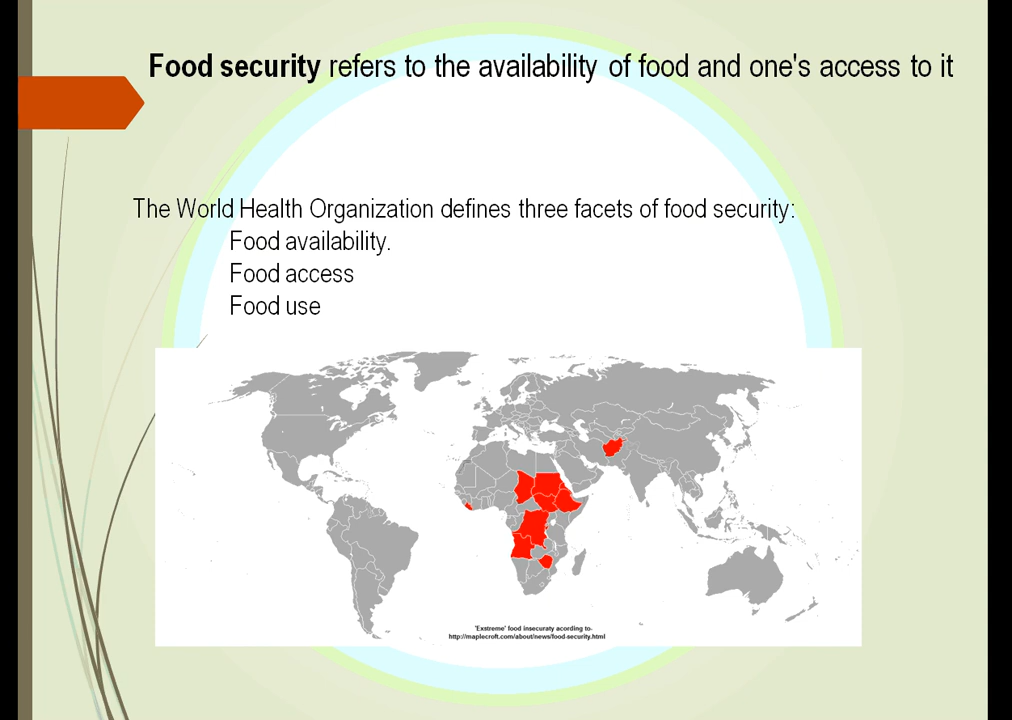 Food security refers to the availability of food and one's access to it
The World Health Organization defines three facets of food security:
Food availability.
Food access
Food use
'Exstreme' food insecuraty acording to-
http://maplecroft.com/about/news/food-security.html